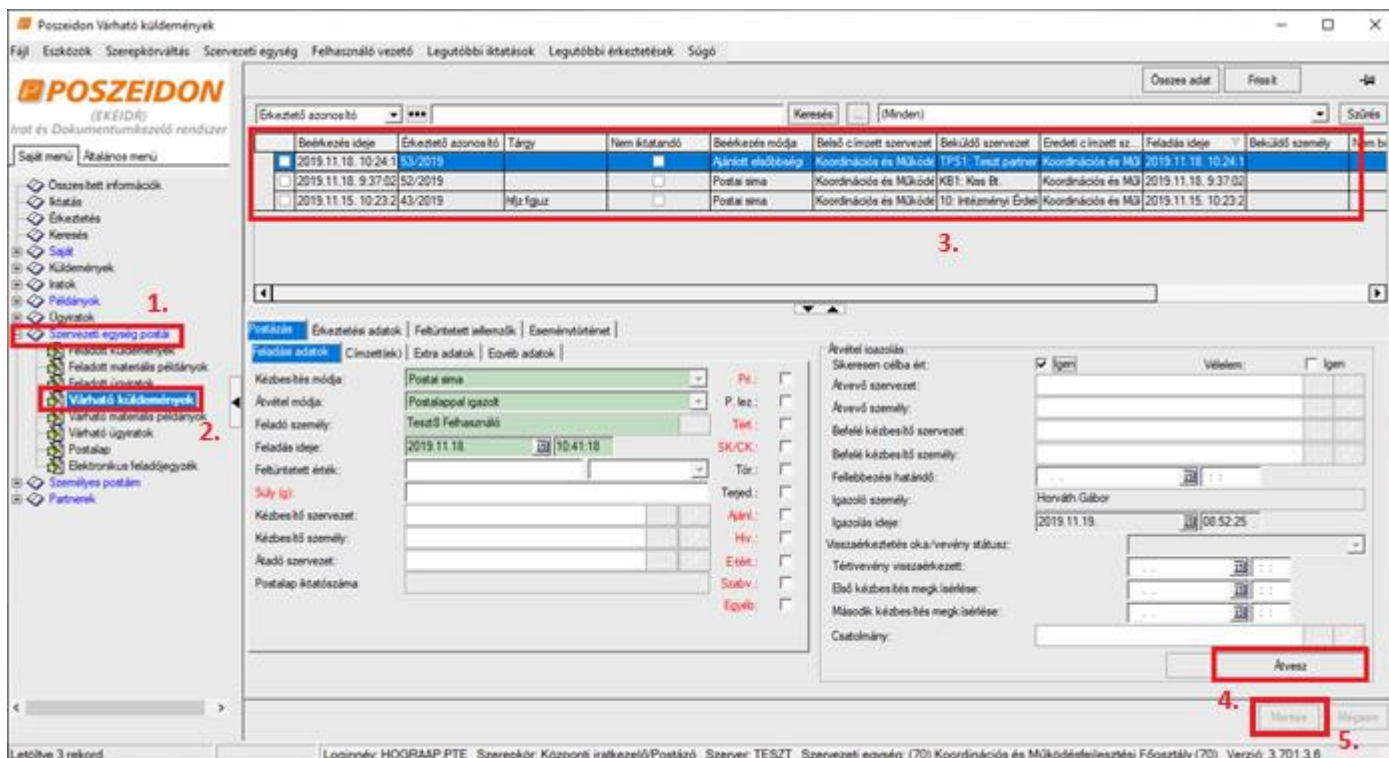 Poszeidon Várható küldemények
Fájl Eszközök Szerepkörváltás Szervezeti egység Felhasználó vezető Legutóbbi iktatások Legutóbbi érkeztetések Súgó
POSZEIDON
(EKEIDR)
Irat és Dokumentumkezelő rendszer
Saját menü Általános menü
Összesített információk
Iktatás
Érkeztetés
Keresés
Saját
Küldemények
Iratok
Példányok
1.
Ügyiratok
Szervezeti egység postái
Feladott küldemények
Feladott materiális példányok
Feladott ügyiratok
Várható küldemények
Várható materiális példányok
2.
Várható ügyiratok
Postalap
Elektronikus feladójegyzék
Személyes postám
Partnerek
Összes adat Frissít
Érkeztető azonosító Keresés ... (Minden) Szűrés
Beérkezés ideje Érkeztető azonosító Tárgy Nem iktatandó Beérkezés módja Belső címzett szervezet Beküldő szervezet Eredeti címzett sz... Feladás ideje Beküldő személy Nem bi
2019.11.18. 10:24:1 53/2019 Ajánlott elsőbbségi Koordinációs és Működé TPS1: Teszt partner Koordinációs és Mű 2019.11.18. 10:24:1
2019.11.18. 9:37:02 52/2019 Postai sima Koordinációs és Működé KB1: Kiss Bt. Koordinációs és Mű 2019.11.18. 9:37:02
2019.11.15. 10:23:2 43/2019 Postai sima Koordinációs és Működé 10: Intézményi Érdek Koordinációs és Mű 2019.11.15. 10:23:2
3.
Postázás Érkeztetési adatok Feltüntetett jellemzők Eseménytörténet
Feladási adatok Címzett(ek) Extra adatok Egyéb adatok
Kézbesítés módja: Postai sima Pri.:
Átvétel módja: Postalappal igazolt P. lez.:
Feladó személy: Tesztő Felhasználó Tért.:
Feladás ideje: 2019.11.18. 10:41:18 SK/CK.:
Feltüntetett érték: Tör.:
Súly (g): Terjed.:
Kézbesítő szervezet: Ajánl.:
Kézbesítő személy: Hiv.:
Átadó szervezet: E-tért.:
Postalap iktatószáma Szabv.:
Egyéb:
Átvétel igazolás:
Sikeresen célba ért: Igen Vélelem: Igen
Átvevő szervezet:
Átvevő személy:
Befelé kézbesítő szervezet:
Befelé kézbesítő személy:
Fellebbezési határidő:
Igazoló személy: Horváth Gábor
Igazolás ideje: 2019.11.19. 08:52:25
Visszaérkeztetés oka/vevény státusz:
Tértivevény visszaérkezett:
Első kézbesítés megkísérlése:
Második kézbesítés megkísérlése:
Csatolmány:
Átvesz
4.
Mentés Mégsem
5.
Letöltve 3 rekord. Loginnév: HOGRAAP.PTE Szerepkör: Központi iratkezelő/Postázó Szerver: TESZT Szervezeti egység: (70) Koordinációs és Működésfejlesztési Főosztály (70) Verzió: 3.701.3.6